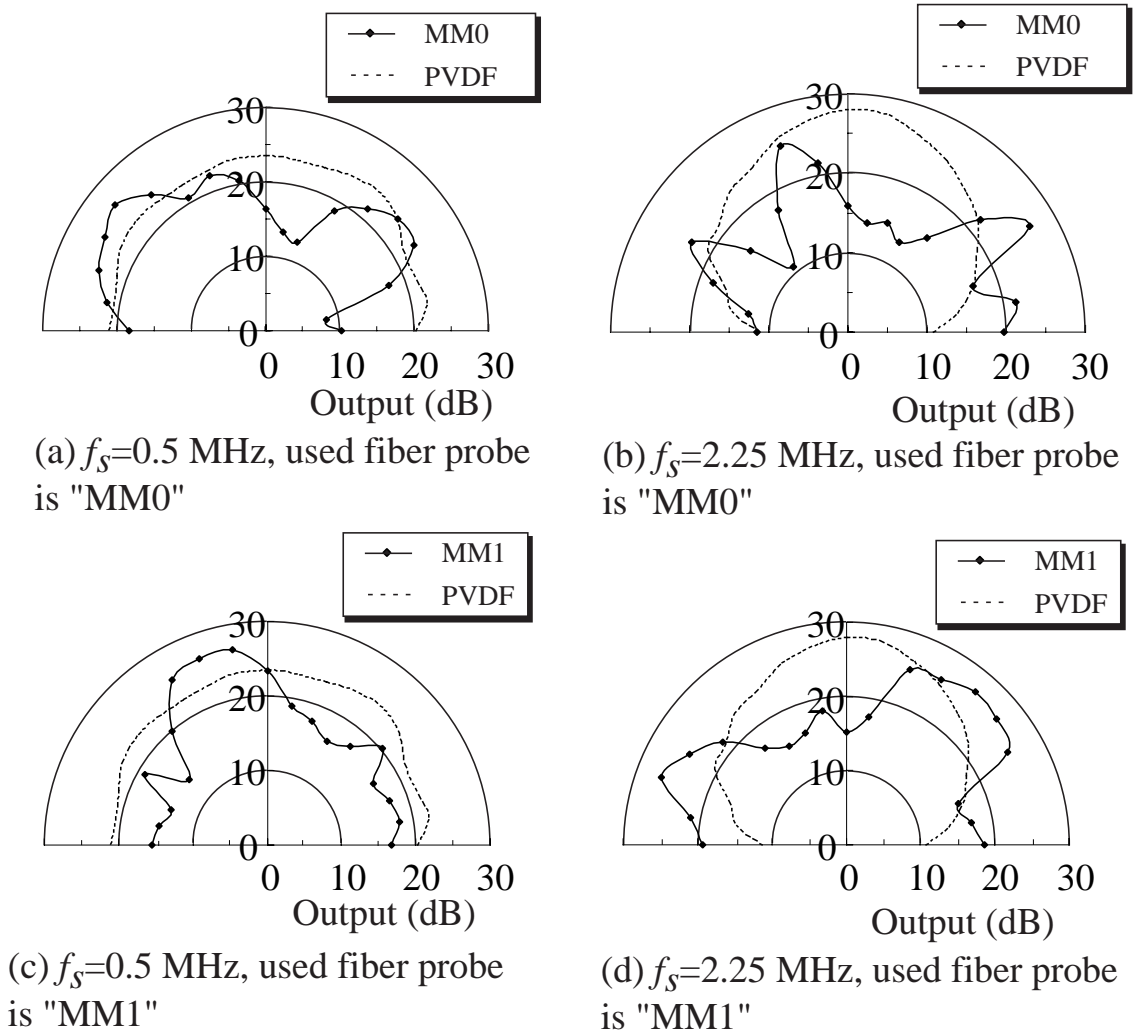 MM0
PVDF
30
20
10
0
0 10 20 30
Output (dB)
(a) fs=0.5 MHz, used fiber probe
is "MM0"
MM0
PVDF
30
20
10
0
0 10 20 30
Output (dB)
(b) fs=2.25 MHz, used fiber probe
is "MM0"
MM1
PVDF
30
20
10
0
0 10 20 30
Output (dB)
(c) fs=0.5 MHz, used fiber probe
is "MM1"
MM1
PVDF
30
20
10
0
0 10 20 30
Output (dB)
(d) fs=2.25 MHz, used fiber probe
is "MM1"